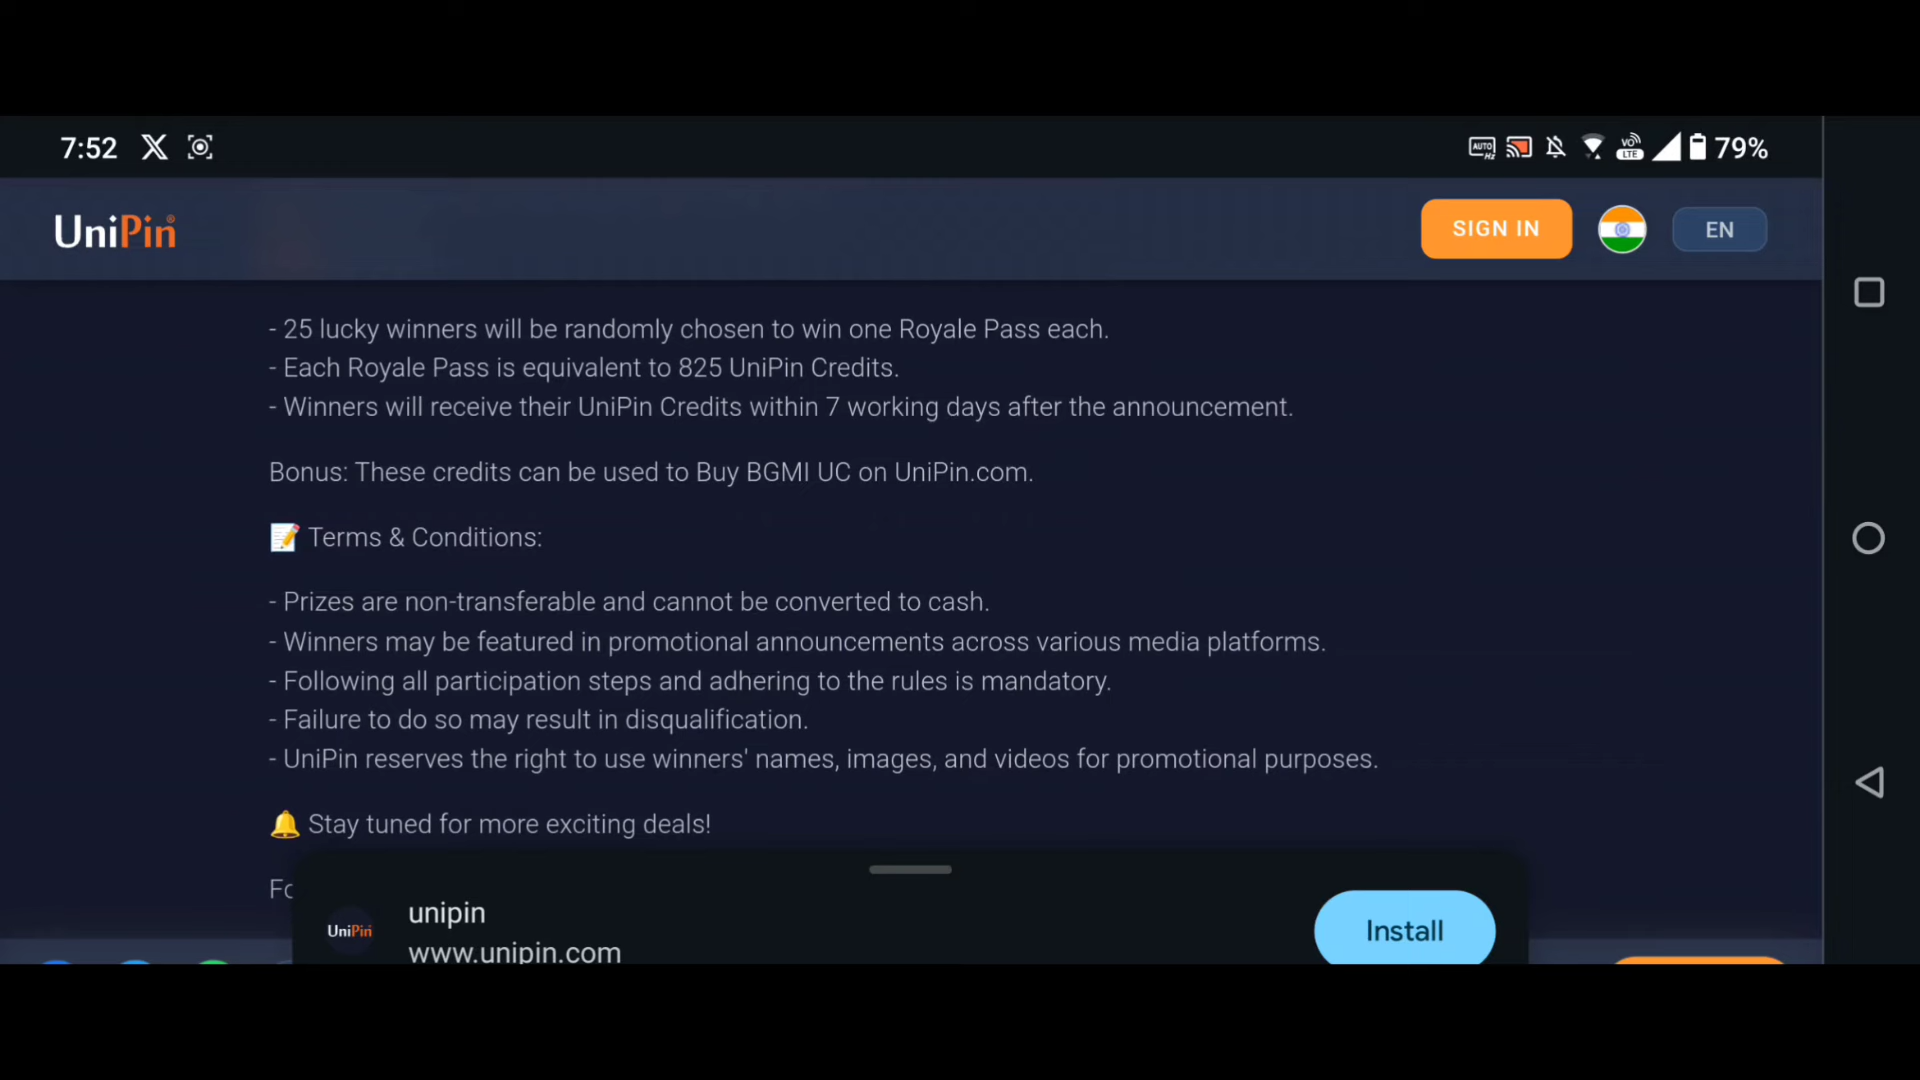 7:52
AUTO Hz
VO LTE
79%
UniPin®
SIGN IN
EN
- 25 lucky winners will be randomly chosen to win one Royale Pass each.
- Each Royale Pass is equivalent to 825 UniPin Credits.
- Winners will receive their UniPin Credits within 7 working days after the announcement.
Bonus: These credits can be used to Buy BGMI UC on UniPin.com.
📝 Terms & Conditions:
- Prizes are non-transferable and cannot be converted to cash.
- Winners may be featured in promotional announcements across various media platforms.
- Following all participation steps and adhering to the rules is mandatory.
- Failure to do so may result in disqualification.
- UniPin reserves the right to use winners' names, images, and videos for promotional purposes.
🔔 Stay tuned for more exciting deals!
UniPin
unipin
www.unipin.com
Install